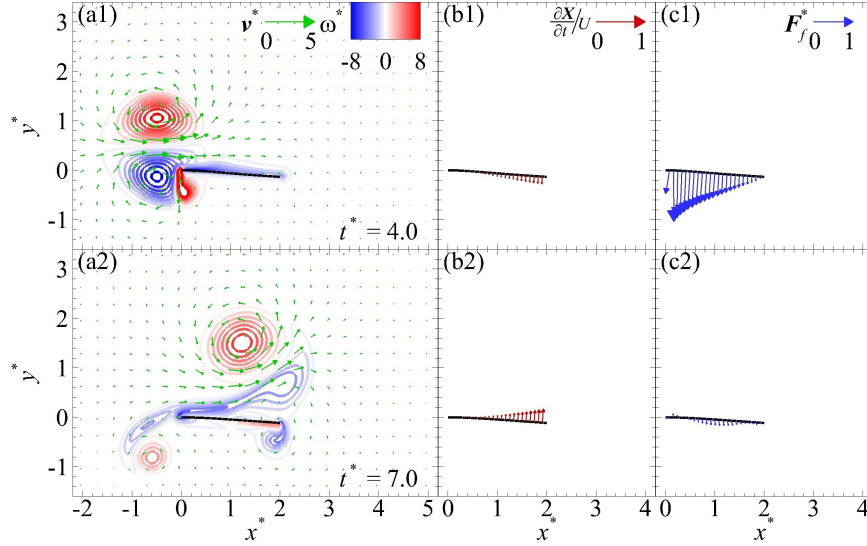 (a1) v* 0 5 ω* -8 0 8
(b1) ∂X/∂t /U 0 1
(c1) F_f* 0 1
3
2
1
0
-1
y*
t* = 4.0
(a2)
(b2)
(c2)
3
2
1
0
-1
y*
t* = 7.0
-2 -1 0 1 2 3 4 5
0 1 2 3 4
0 1 2 3 4
x*
x*
x*